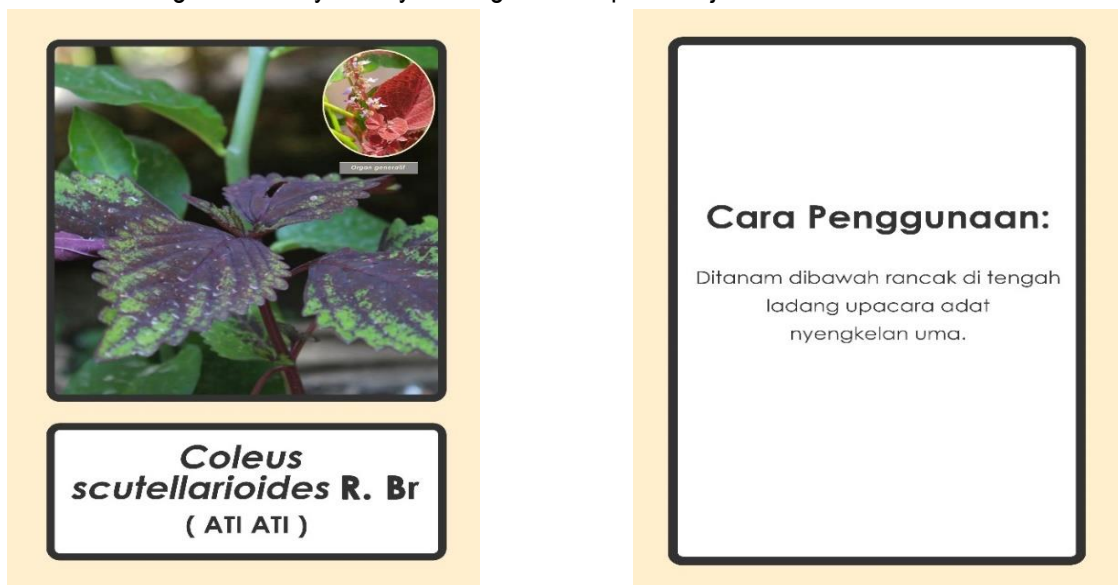 Organ generatif
Coleus
scutellarioides R. Br
( ATI ATI )
Cara Penggunaan:
Ditanam dibawah rancak di tengah
ladang upacara adat
nyengkelan uma.